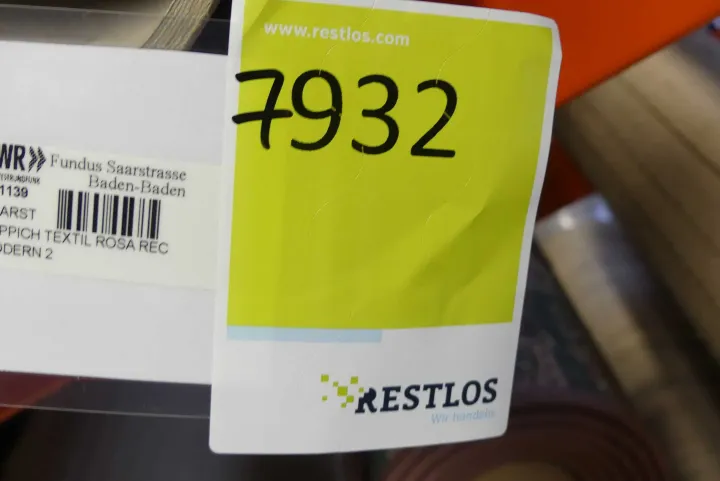 www.restlos.com
7932
WR»
Fundus Saarstrasse
Baden-Baden
1139
ARST
PPICH TEXTIL ROSA REC
ODERN 2
RESTLOS
Wir handeln.